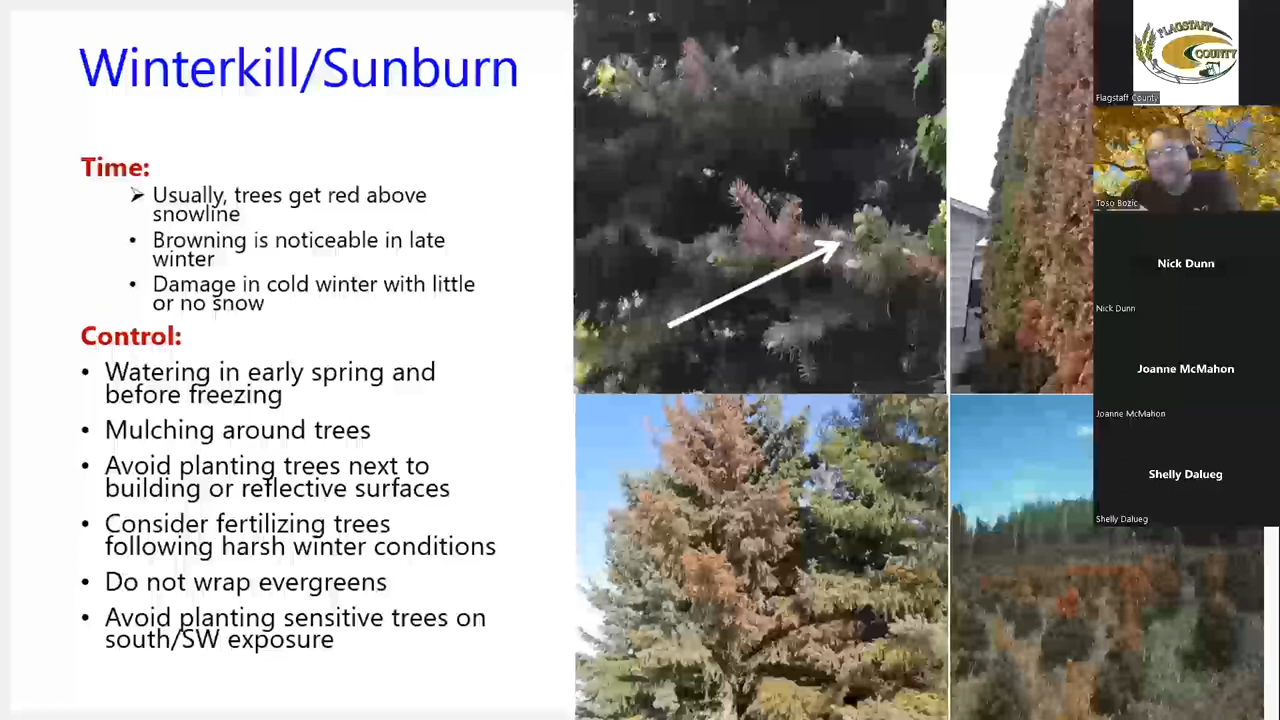 Winterkill/Sunburn
Time:
➢ Usually, trees get red above
snowline
• Browning is noticeable in late
winter
• Damage in cold winter with little
or no snow
Control:
• Watering in early spring and
before freezing
• Mulching around trees
• Avoid planting trees next to
building or reflective surfaces
• Consider fertilizing trees
following harsh winter conditions
• Do not wrap evergreens
• Avoid planting sensitive trees on
south/SW exposure
FLAGSTAFF
COUNTY
Flagstaff County
Toso Bozic
Nick Dunn
Nick Dunn
Joanne McMahon
Joanne McMahon
Shelly Dalueg
Shelly Dalueg